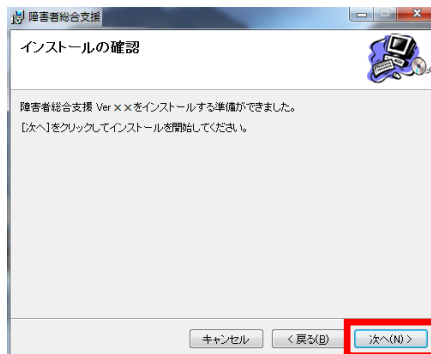 障害者総合支援
インストールの確認
障害者総合支援 Ver××をインストールする準備ができました。
[次へ]をクリックしてインストールを開始してください。
キャンセル
< 戻る(B)
次へ(N) >